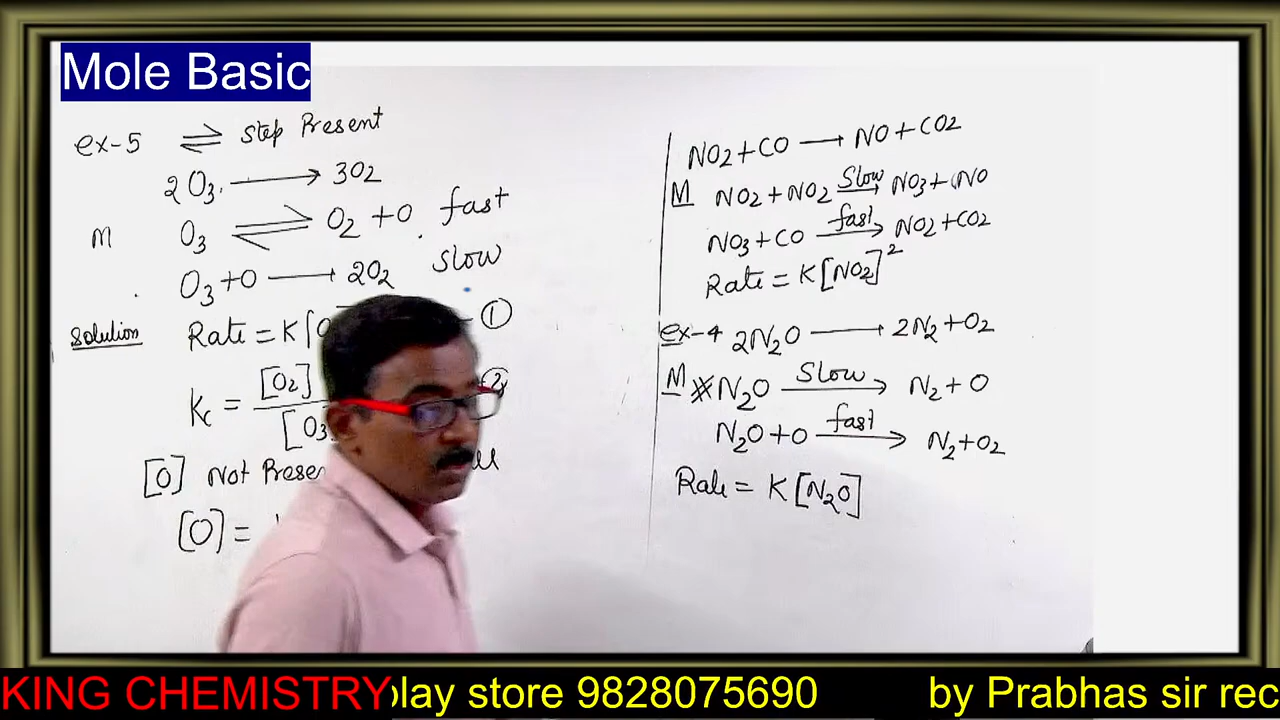 Mole Basic
ex-5 ⇌ Step Present
2O3 ⟶ 3O2
M O3 ⇌ O2 + O fast
O3 + O ⟶ 2O2 slow
Solution Rate = K[O ①
Kc = [O2] / [O3 ②
[O] Not Presen
[O] =
NO2 + CO ⟶ NO + CO2
M NO2 + NO2 Slow⟶ NO3 + NO
NO3 + CO fast⟶ NO2 + CO2
Rate = K[NO2]²
ex-4 2N2O ⟶ 2N2 + O2
M N2O Slow⟶ N2 + O
N2O + O fast⟶ N2 + O2
Rate = K[N2O]
KING CHEMISTRY play store 9828075690 by Prabhas sir rec